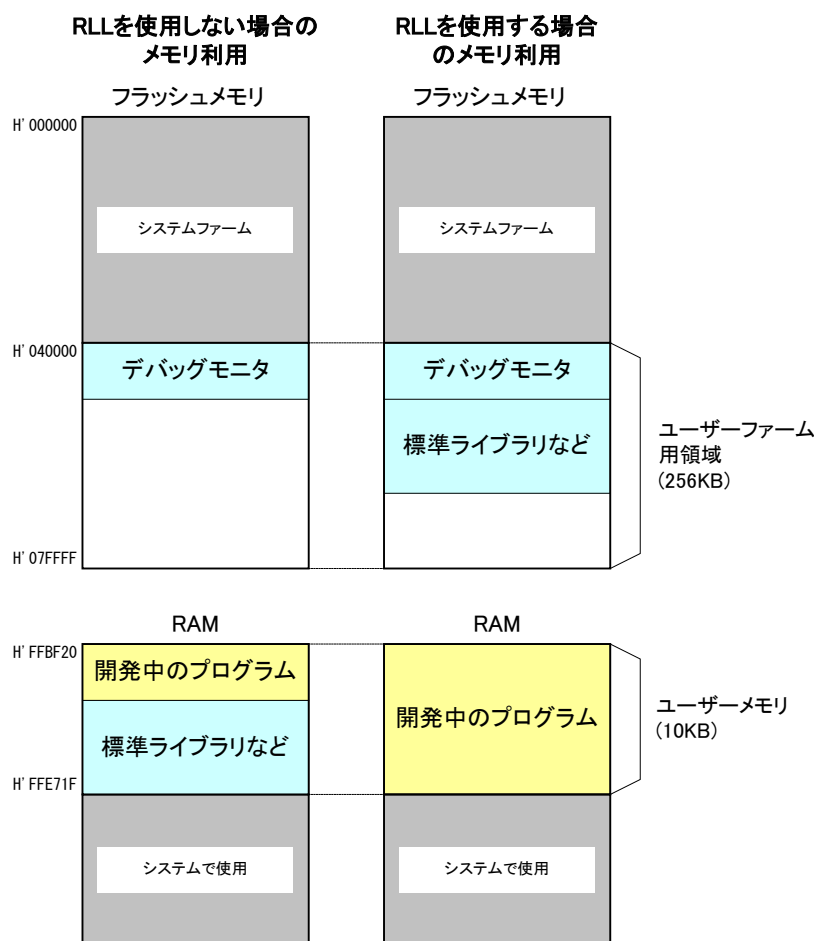 RLLを使用しない場合の
メモリ利用
RLLを使用する場合
のメモリ利用
フラッシュメモリ
フラッシュメモリ
H'000000
システムファーム
システムファーム
H'040000
デバッグモニタ
デバッグモニタ
標準ライブラリなど
ユーザーファーム
用領域
(256KB)
H'07FFFF
RAM
RAM
H'FFBF20
開発中のプログラム
標準ライブラリなど
開発中のプログラム
ユーザーメモリ
(10KB)
H'FFE71F
システムで使用
システムで使用